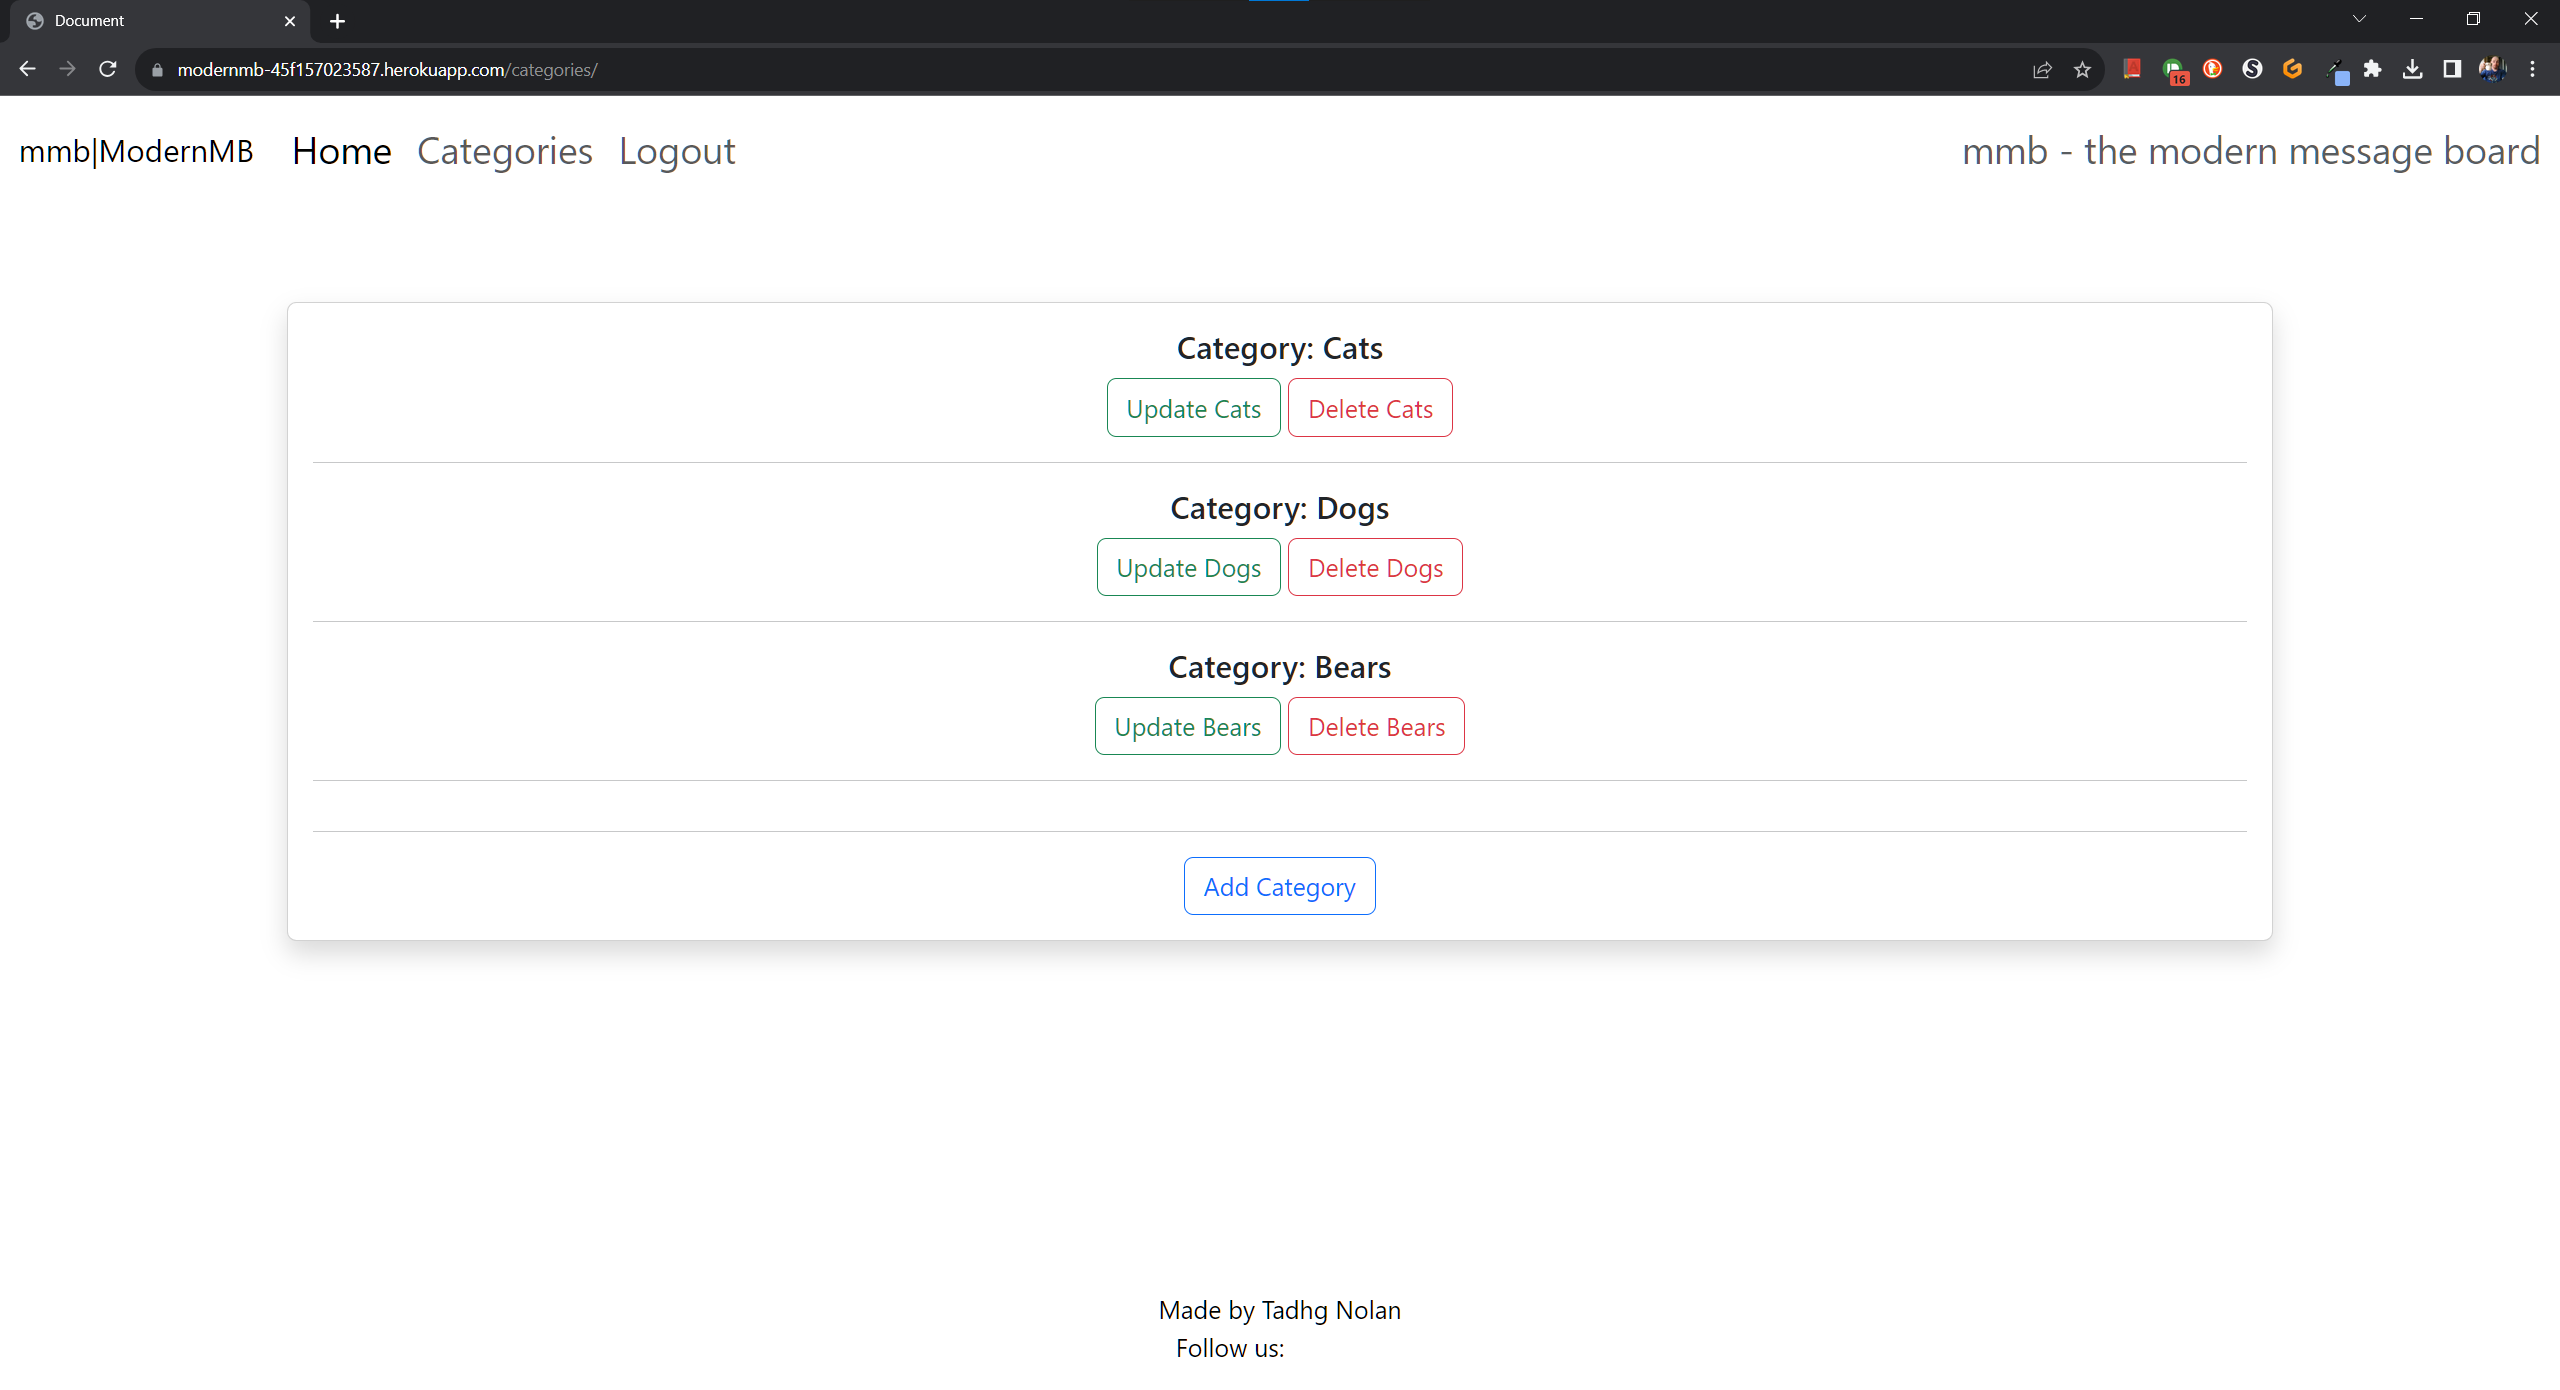 Document
modernmb-45f157023587.herokuapp.com/categories/
16
mmb|ModernMB Home Categories Logout mmb - the modern message board
Category: Cats
Update Cats Delete Cats
Category: Dogs
Update Dogs Delete Dogs
Category: Bears
Update Bears Delete Bears
Add Category
Made by Tadhg Nolan
Follow us: